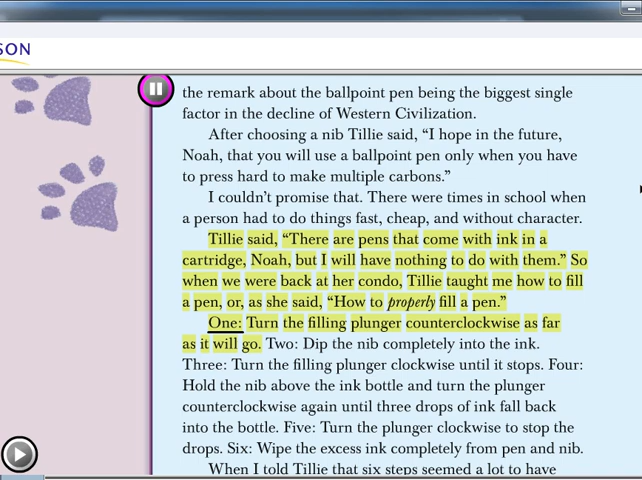 SON
the remark about the ballpoint pen being the biggest single
factor in the decline of Western Civilization.
After choosing a nib Tillie said, “I hope in the future,
Noah, that you will use a ballpoint pen only when you have
to press hard to make multiple carbons.”
I couldn’t promise that. There were times in school when
a person had to do things fast, cheap, and without character.
Tillie said, “There are pens that come with ink in a
cartridge, Noah, but I will have nothing to do with them.” So
when we were back at her condo, Tillie taught me how to fill
a pen, or, as she said, “How to properly fill a pen.”
One: Turn the filling plunger counterclockwise as far
as it will go. Two: Dip the nib completely into the ink.
Three: Turn the filling plunger clockwise until it stops. Four:
Hold the nib above the ink bottle and turn the plunger
counterclockwise again until three drops of ink fall back
into the bottle. Five: Turn the plunger clockwise to stop the
drops. Six: Wipe the excess ink completely from pen and nib.
When I told Tillie that six steps seemed a lot to have